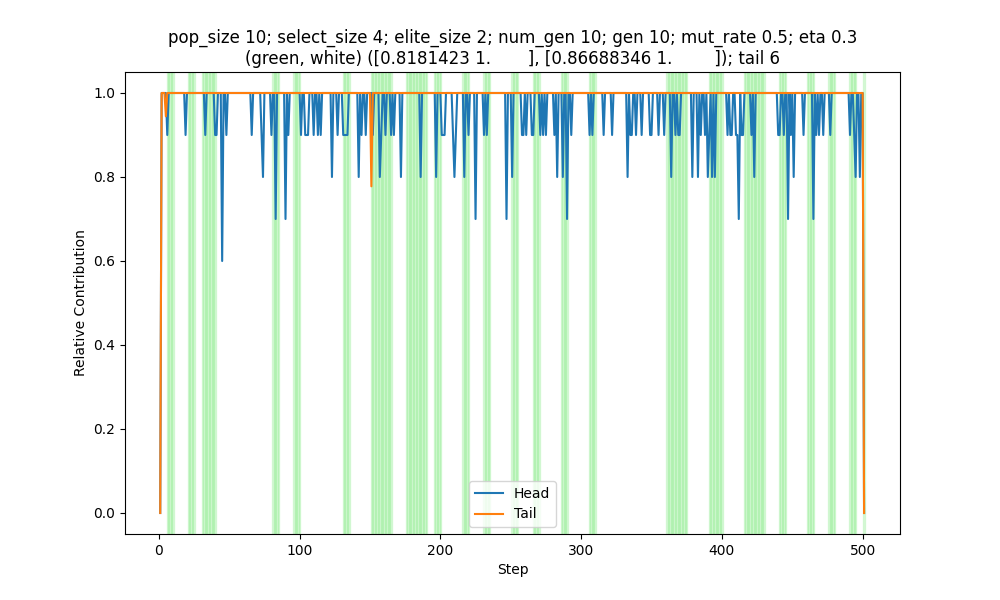 pop_size 10; select_size 4; elite_size 2; num_gen 10; gen 10; mut_rate 0.5; eta 0.3
(green, white) ([0.8181423 1.        ], [0.86688346 1.         ]); tail 6
1.0
0.8
0.6
0.4
0.2
0.0
Relative Contribution
Head
Tail
0 100 200 300 400 500
Step